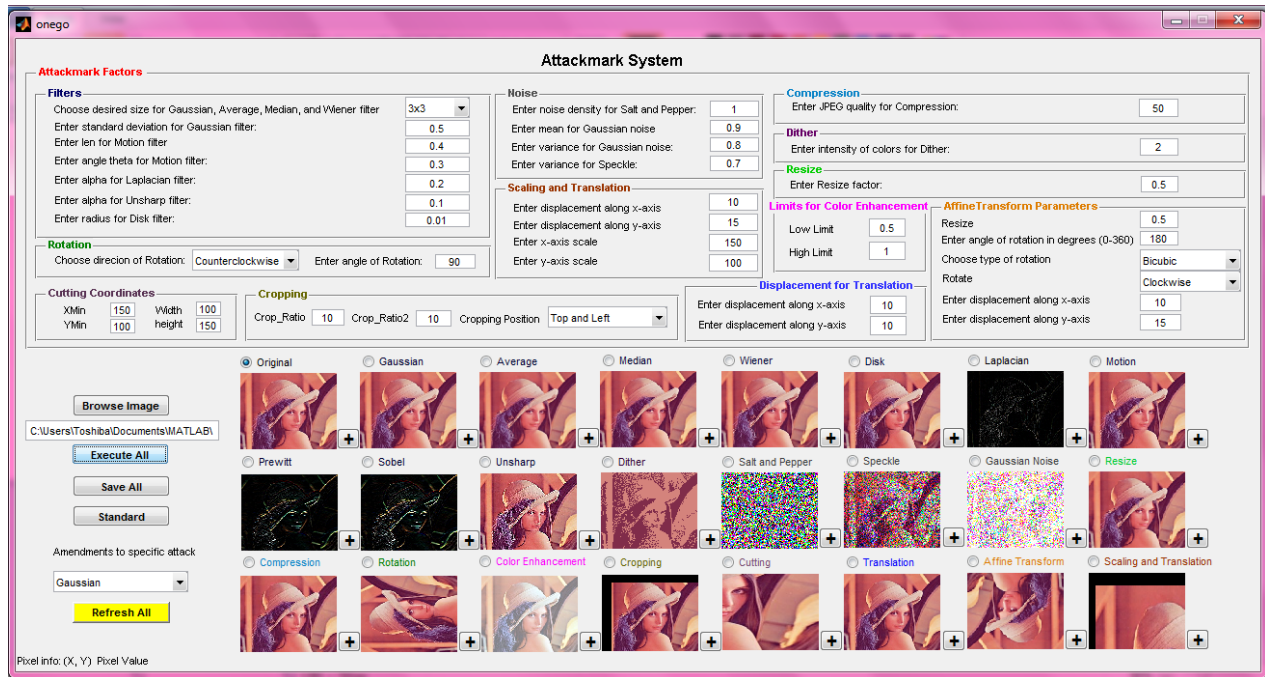 onego
Attackmark System
Attackmark Factors
Filters
Choose desired size for Gaussian, Average, Median, and Wiener filter 3x3
Enter standard deviation for Gaussian filter: 0.5
Enter len for Motion filter 0.4
Enter angle theta for Motion filter: 0.3
Enter alpha for Laplacian filter: 0.2
Enter alpha for Unsharp filter: 0.1
Enter radius for Disk filter: 0.01
Rotation
Choose direcion of Rotation: Counterclockwise Enter angle of Rotation: 90
Noise
Enter noise density for Salt and Pepper: 1
Enter mean for Gaussian noise 0.9
Enter variance for Gaussian noise: 0.8
Enter variance for Speckle: 0.7
Scaling and Translation
Enter displacement along x-axis 10
Enter displacement along y-axis 15
Enter x-axis scale 150
Enter y-axis scale 100
Compression
Enter JPEG quality for Compression: 50
Dither
Enter intensity of colors for Dither: 2
Resize
Enter Resize factor: 0.5
Limits for Color Enhancement
Low Limit 0.5
High Limit 1
AffineTransform Parameters
Resize 0.5
Enter angle of rotation in degrees (0-360) 180
Choose type of rotation Bicubic
Rotate Clockwise
Enter displacement along x-axis 10
Enter displacement along y-axis 15
Cutting Coordinates
XMin 150 Width 100
YMin 100 height 150
Cropping
Crop_Ratio 10 Crop_Ratio2 10 Cropping Position Top and Left
Displacement for Translation
Enter displacement along x-axis 10
Enter displacement along y-axis 10
Browse Image
C:\Users\Toshiba\Documents\MATLAB\
Execute All
Save All
Standard
Amendments to specific attack
Gaussian
Refresh All
Original Gaussian Average Median Wiener Disk Laplacian Motion
+ + + + + + + +
Prewitt Sobel Unsharp Dither Salt and Pepper Speckle Gaussian Noise Resize
+ + + + + + + +
Compression Rotation Color Enhancement Cropping Cutting Translation Affine Transform Scaling and Translation
+ + + + + + + +
Pixel info: (X, Y) Pixel Value